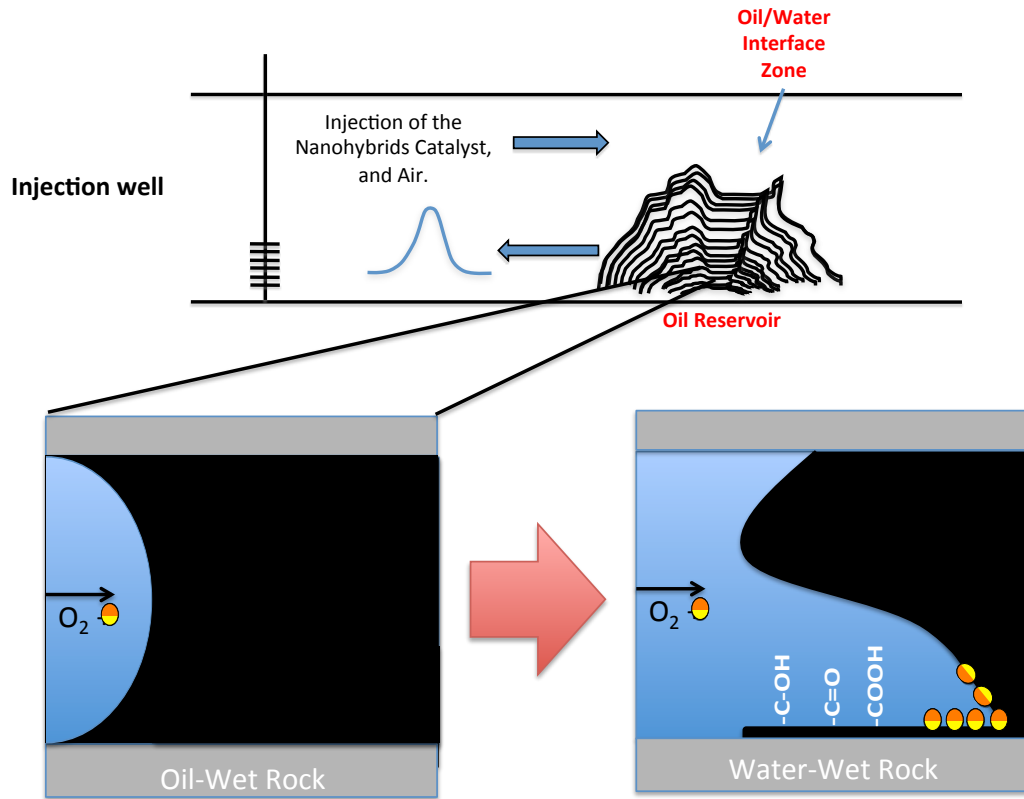 Oil/Water
Interface
Zone
Injection of the
Nanohybrids Catalyst,
and Air.
Injection well
Oil Reservoir
O2
Oil-Wet Rock
O2
-C-OH
-C=O
-COOH
Water-Wet Rock